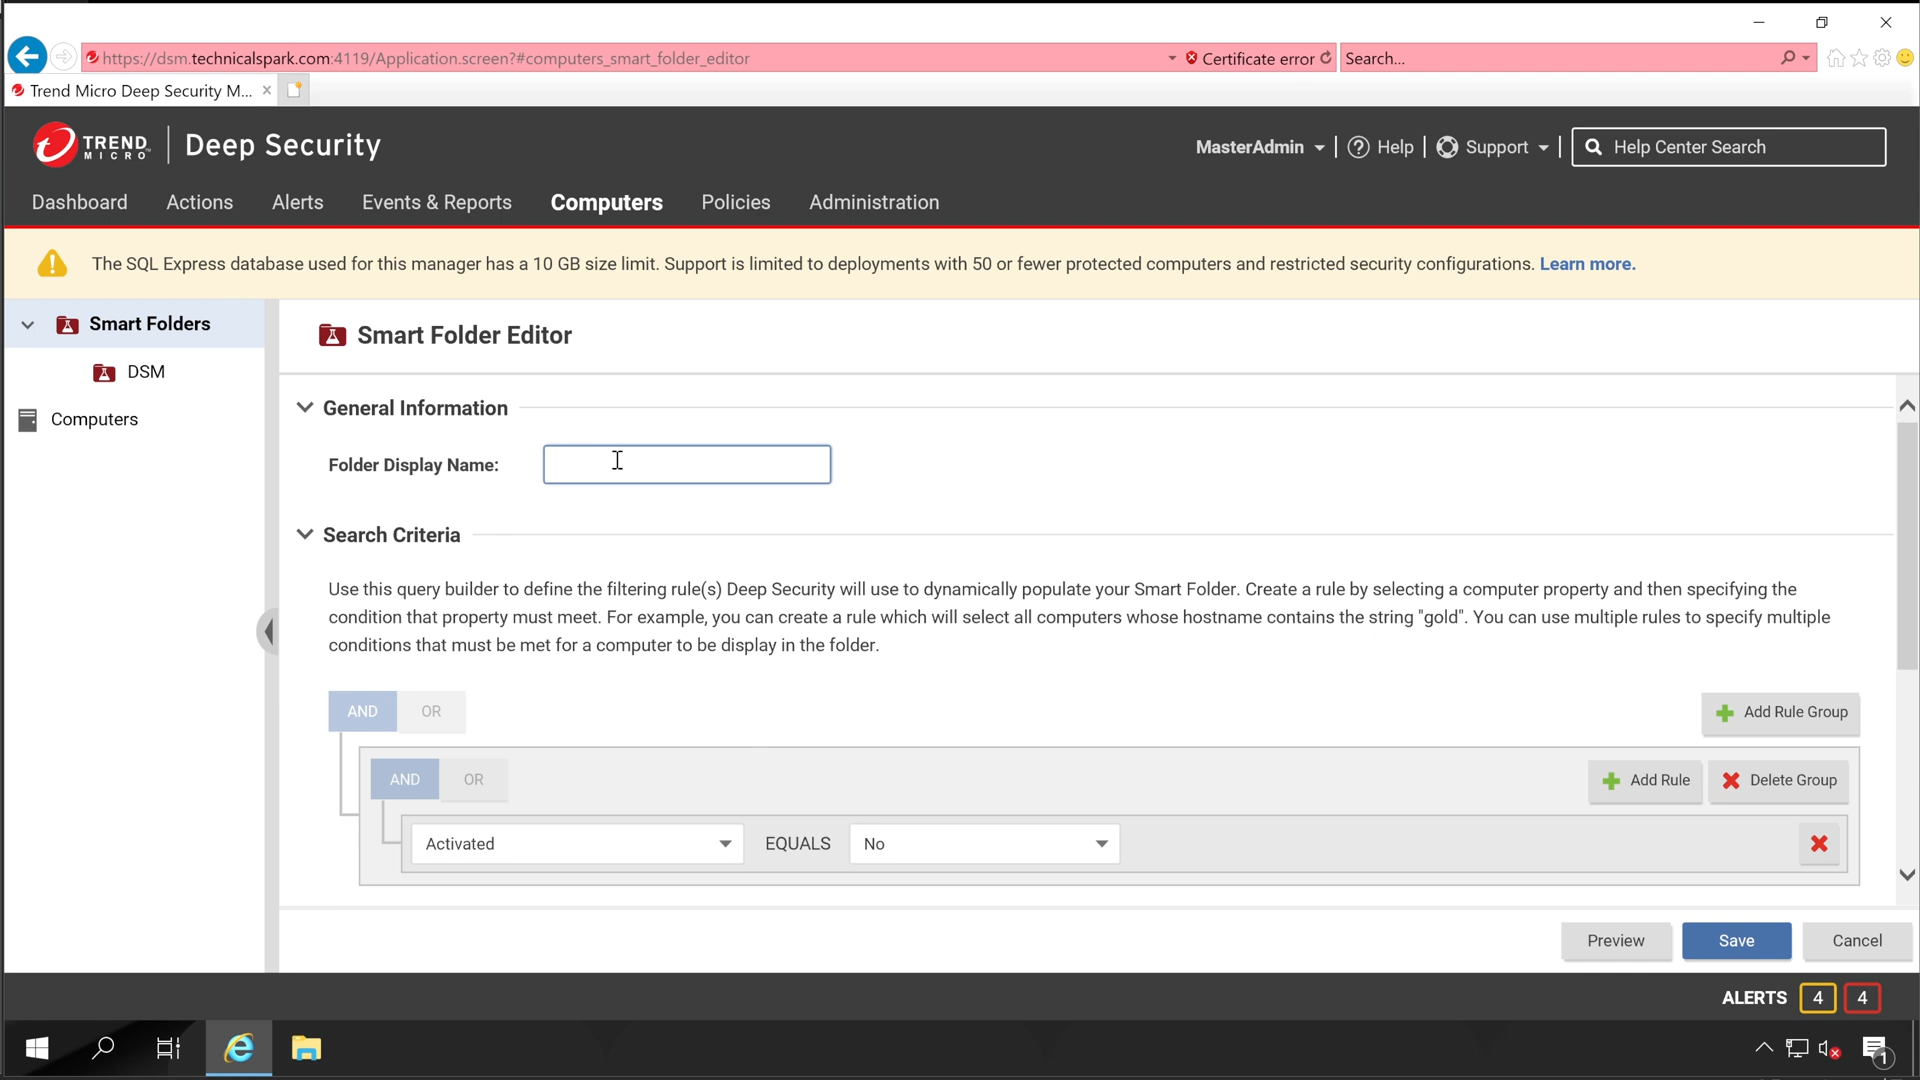 https://dsm.technicalspark.com:4119/Application.screen?#computers_smart_folder_editor
Certificate error
Search...
Trend Micro Deep Security M...
TREND MICRO
Deep Security
MasterAdmin
Help
Support
Help Center Search
Dashboard
Actions
Alerts
Events & Reports
Computers
Policies
Administration
The SQL Express database used for this manager has a 10 GB size limit. Support is limited to deployments with 50 or fewer protected computers and restricted security configurations. Learn more.
Smart Folders
DSM
Computers
Smart Folder Editor
General Information
Folder Display Name:
Search Criteria
Use this query builder to define the filtering rule(s) Deep Security will use to dynamically populate your Smart Folder. Create a rule by selecting a computer property and then specifying the
condition that property must meet. For example, you can create a rule which will select all computers whose hostname contains the string "gold". You can use multiple rules to specify multiple
conditions that must be met for a computer to be display in the folder.
AND
OR
Add Rule Group
AND
OR
Add Rule
Delete Group
Activated
EQUALS
No
Preview
Save
Cancel
ALERTS
4
4
1